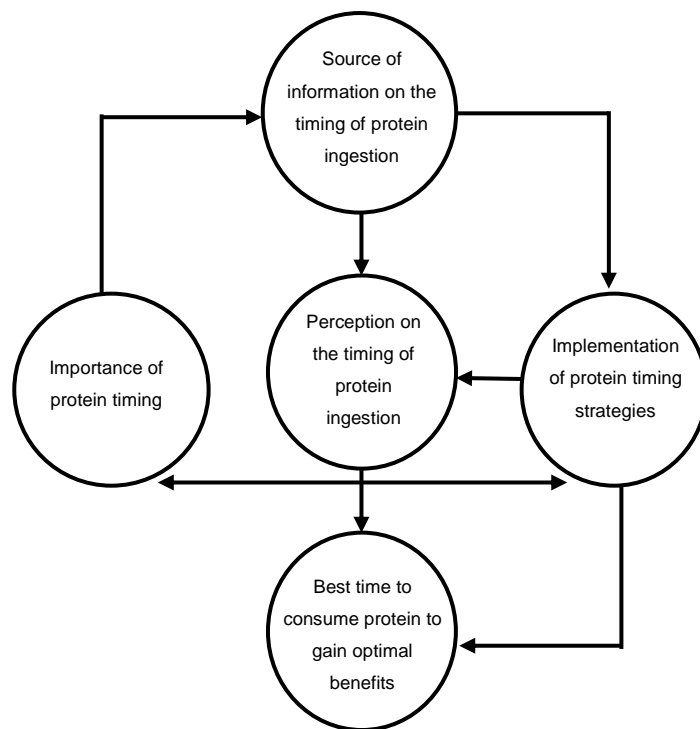 Source of
information on the
timing of protein
ingestion
Perception on
the timing of
protein
ingestion
Importance of
protein timing
Implementation
of protein timing
strategies
Best time to
consume protein to
gain optimal
benefits